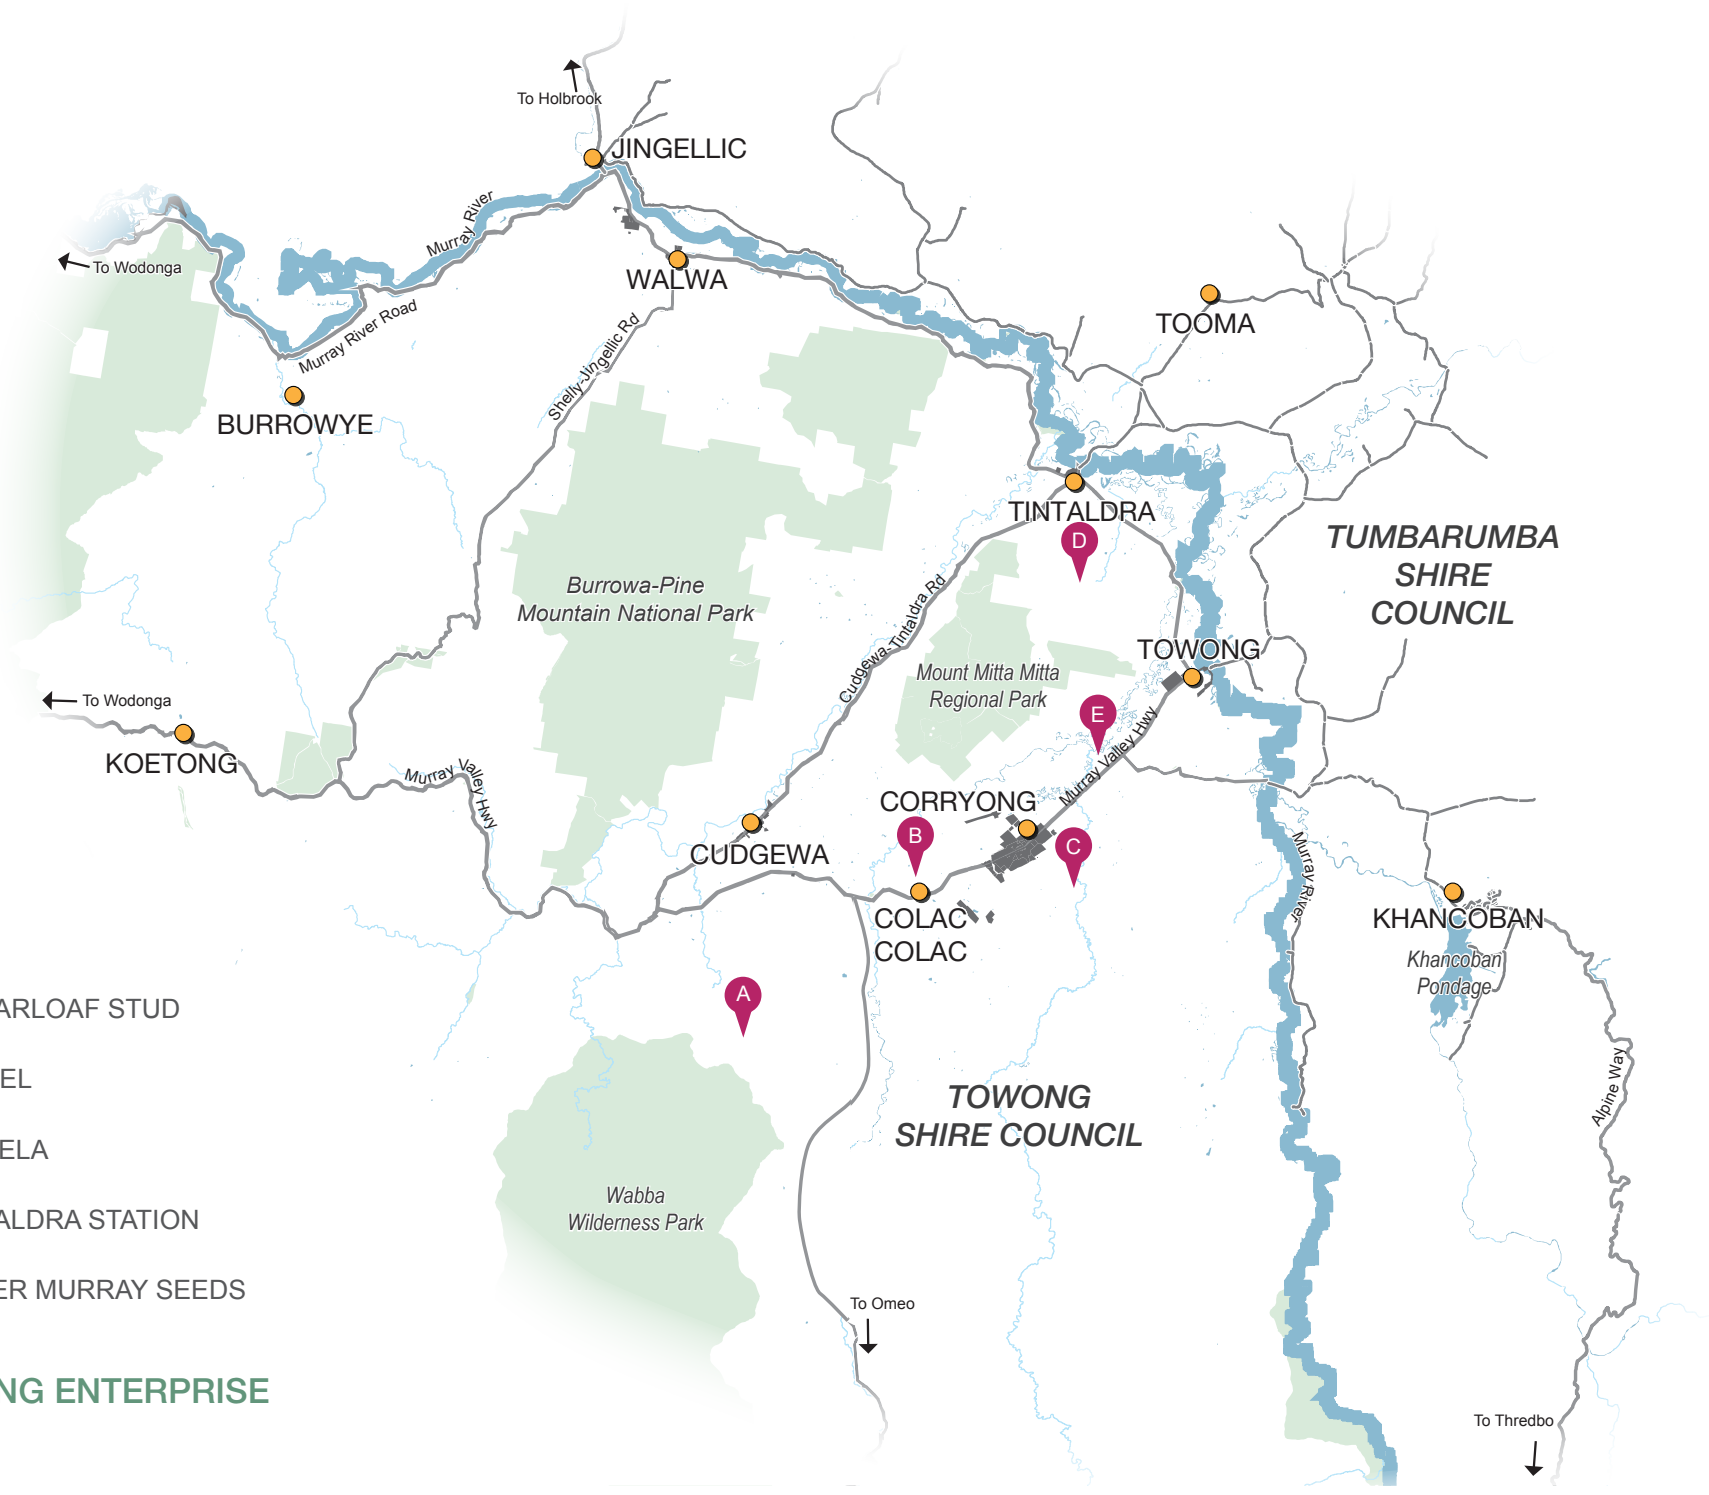 To Holbrook
JINGELLIC
Murray River
To Wodonga
WALWA
TOOMA
Murray River Road
Shelly-Jingellic Rd
BURROWYE
TINTALDRA
D
TUMBARUMBA
SHIRE
COUNCIL
Burrowa-Pine
Mountain National Park
Cudgewa-Tintaldra Rd
TOWONG
Mount Mitta Mitta
Regional Park
To Wodonga
E
KOETONG
Murray Valley Hwy
Murray Valley Hwy
CORRYONG
B
C
CUDGEWA
Murray River
COLAC
COLAC
KHANCOBAN
Khancoban
Pondage
A
ARLOAF STUD
EL
ELA
ALDRA STATION
ER MURRAY SEEDS
NG ENTERPRISE
TOWONG
SHIRE COUNCIL
Alpine Way
Wabba
Wilderness Park
To Omeo
To Thredbo